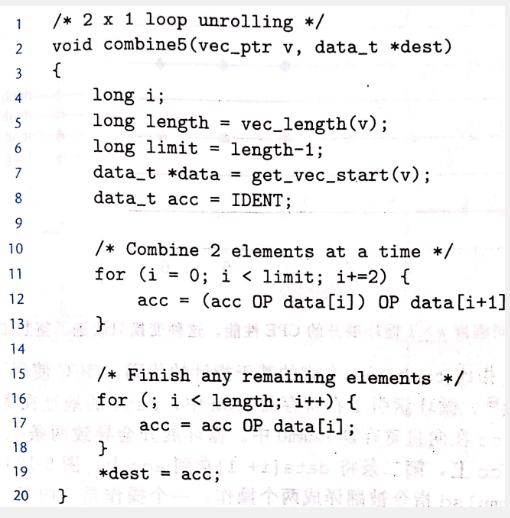 1 /* 2 x 1 loop unrolling */
2 void combine5(vec_ptr v, data_t *dest)
3 {
4 long i;
5 long length = vec_length(v);
6 long limit = length-1;
7 data_t *data = get_vec_start(v);
8 data_t acc = IDENT;
9
10 /* Combine 2 elements at a time */
11 for (i = 0; i < limit; i+=2) {
12 acc = (acc OP data[i]) OP data[i+1]
13 }
14
15 /* Finish any remaining elements */
16 for (; i < length; i++) {
17 acc = acc OP data[i];
18 }
19 *dest = acc;
20 }